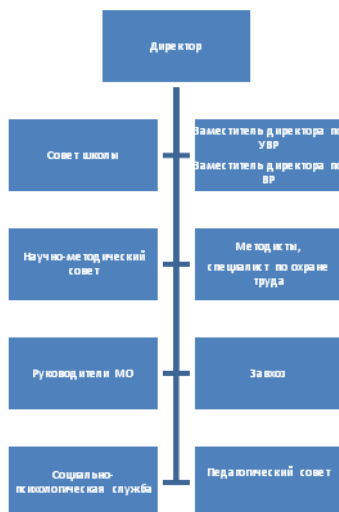 Директор
Совет школы
Заместитель директора по
УВР
Заместитель директора по
ВР
Научно-методический
совет
Методисты,
специалист по охране
труда
Руководители МО
Завхоз
Социально-
психологическая служба
Педагогический совет